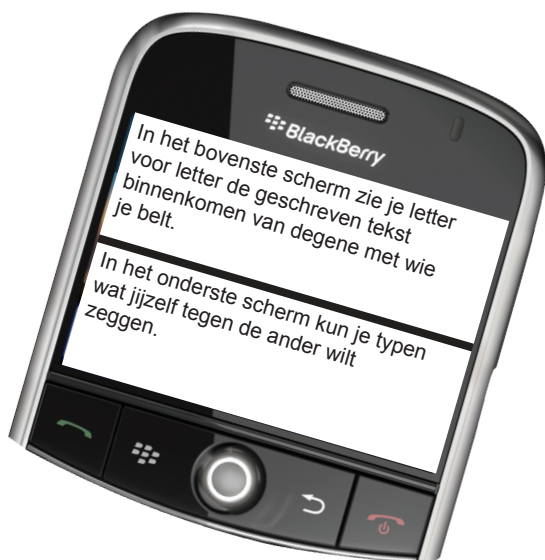 BlackBerry
In het bovenste scherm zie je letter
voor letter de geschreven tekst
binnenkomen van degene met wie
je belt.
In het onderste scherm kun je typen
wat jijzelf tegen de ander wilt
zeggen.